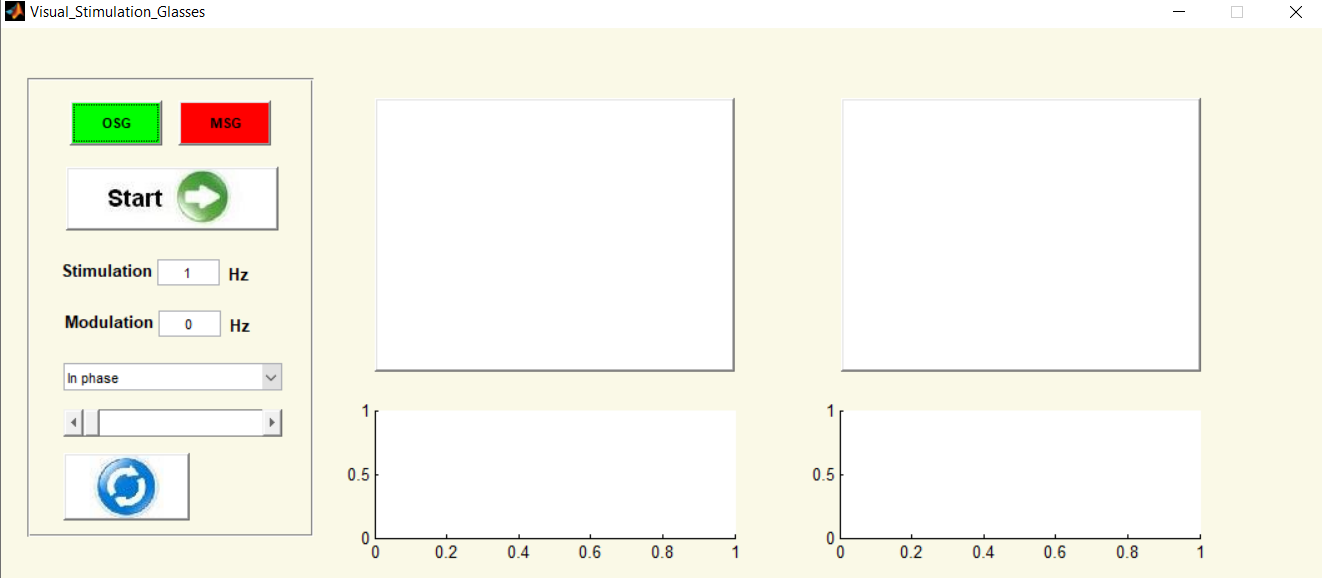 Visual_Stimulation_Glasses
OSG MSG
Start
Stimulation 1 Hz
Modulation 0 Hz
In phase
1
0.5
0
0 0.2 0.4 0.6 0.8 1
1
0.5
0
0 0.2 0.4 0.6 0.8 1